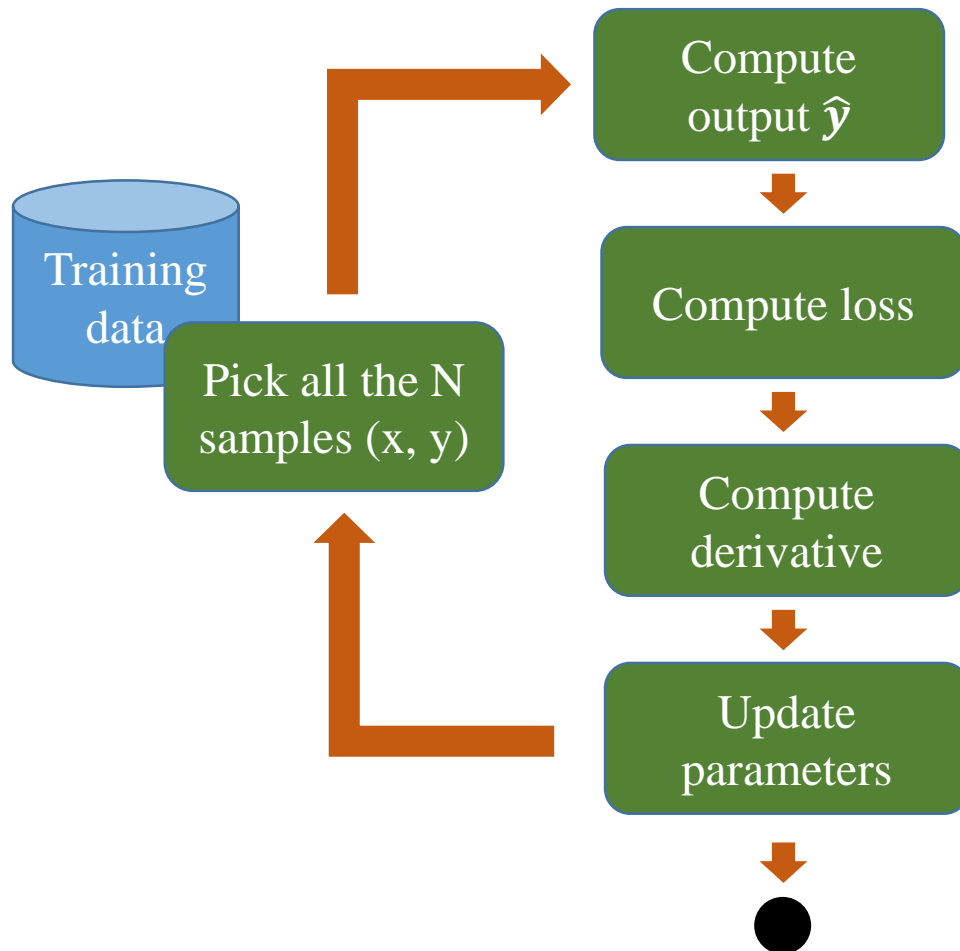 Training
data
Pick all the N
samples (x, y)
Compute
output ŷ
Compute loss
Compute
derivative
Update
parameters